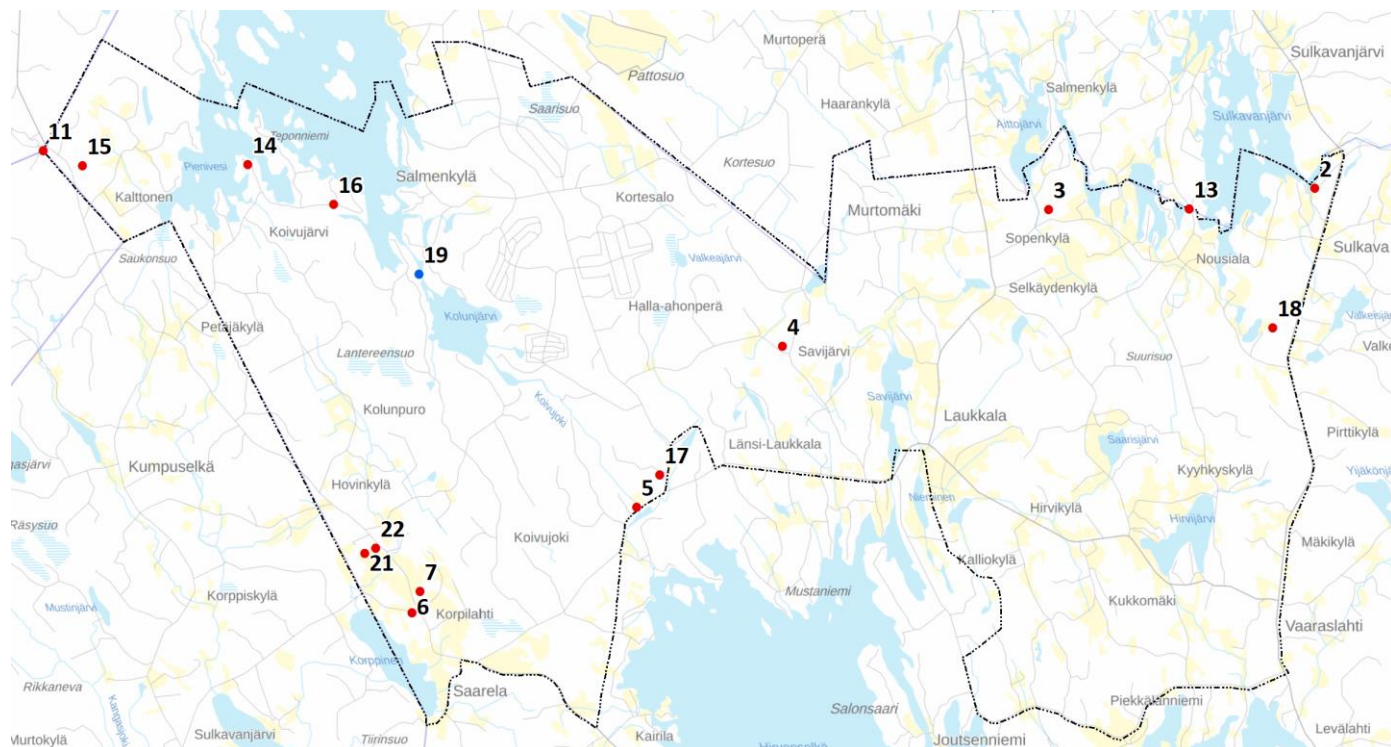 Murtoperä
Sulkavanjärvi
Pattosuo
Salmenkylä
Saarisuo
Haarankylä
Sulkavanjärvi
Aittojärvi
11
15
Teponniemi
14
Pienivesi
Kortesuo
Salmenkylä
2
16
Kalttonen
Kortesalo
3
13
Murtomäki
Koivujärvi
Sopenkylä
Sulkava
Saukonsuo
19
Valkeajärvi
Nousiala
Selkäydenkylä
Halla-ahonperä
Kolunjärvi
18
Petäjäkylä
4
Savijärvi
Lantereensuo
Suurisuo
Koivujoki
Savijärvi
Kolunpuro
Laukkala
Pirttikylä
Länsi-Laukkala
Saarisjärvi
17
Kumpuselkä
Kyyhkyskylä
Hovinkylä
5
Nieminen
Hirvikylä
Hirvijärvi
Räsysuo
22
Koivujoki
Mäkikylä
21
Kalliokylä
7
Mustaniemi
Korppiskylä
Kukkomäki
6
Mustinjärvi
Korpilahti
Vaaraslahti
Korppinen
Rikkaneva
Saarela
Kangasjoki
Piekkälänniemi
Salonsaari
Sulkavanjärvi
Kairila
Levälahti
Murtokylä
Tiirinsuo
Joutsenniemi